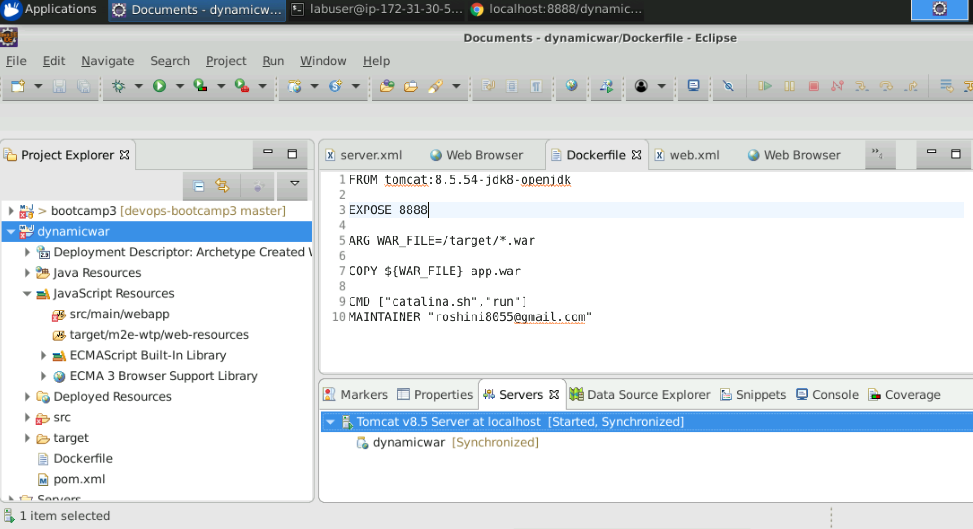 Applications
Documents - dynamicw...
labuser@ip-172-31-30-5...
localhost:8888/dynamic...
Documents - dynamicwar/Dockerfile - Eclipse
File Edit Navigate Search Project Run Window Help
Project Explorer
server.xml
Web Browser
Dockerfile
web.xml
Web Browser
»4
> bootcamp3 [devops-bootcamp3 master]
dynamicwar
Deployment Descriptor: Archetype Created
Java Resources
JavaScript Resources
src/main/webapp
target/m2e-wtp/web-resources
ECMAScript Built-In Library
ECMA 3 Browser Support Library
Deployed Resources
src
target
Dockerfile
pom.xml
Servers
1 FROM tomcat:8.5.54-jdk8-openjdk
2
3 EXPOSE 8888
4
5 ARG WAR_FILE=/target/*.war
6
7 COPY ${WAR_FILE} app.war
8
9 CMD ["catalina.sh","run"]
10 MAINTAINER "roshini8055@gmail.com"
Markers
Properties
Servers
Data Source Explorer
Snippets
Console
Coverage
Tomcat v8.5 Server at localhost [Started, Synchronized]
dynamicwar [Synchronized]
1 item selected